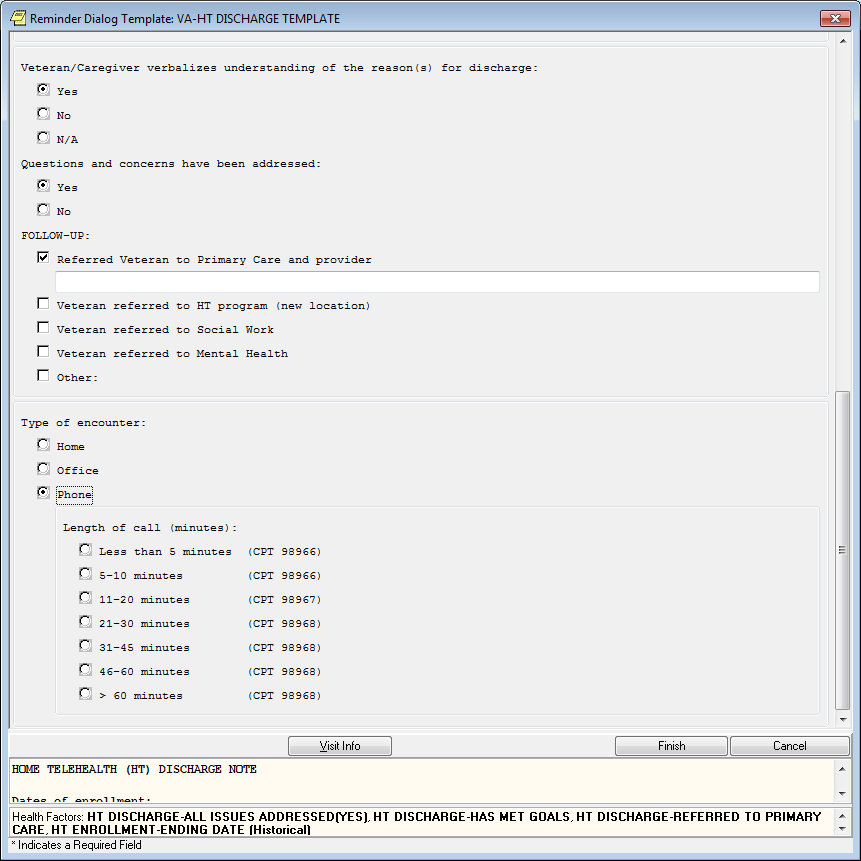 Reminder Dialog Template: VA-HT DISCHARGE TEMPLATE
Veteran/Caregiver verbalizes understanding of the reason(s) for discharge:
Yes
No
N/A
Questions and concerns have been addressed:
Yes
No
FOLLOW-UP:
Referred Veteran to Primary Care and provider
Veteran referred to HT program (new location)
Veteran referred to Social Work
Veteran referred to Mental Health
Other:
Type of encounter:
Home
Office
Phone
Length of call (minutes):
Less than 5 minutes (CPT 98966)
5-10 minutes (CPT 98966)
11-20 minutes (CPT 98967)
21-30 minutes (CPT 98968)
31-45 minutes (CPT 98968)
46-60 minutes (CPT 98968)
> 60 minutes (CPT 98968)
Visit Info Finish Cancel
HOME TELEHEALTH (HT) DISCHARGE NOTE
Dates of enrollment:
Health Factors: HT DISCHARGE-ALL ISSUES ADDRESSED(YES), HT DISCHARGE-HAS MET GOALS, HT DISCHARGE-REFERRED TO PRIMARY
CARE, HT ENROLLMENT-ENDING DATE (Historical)
* Indicates a Required Field